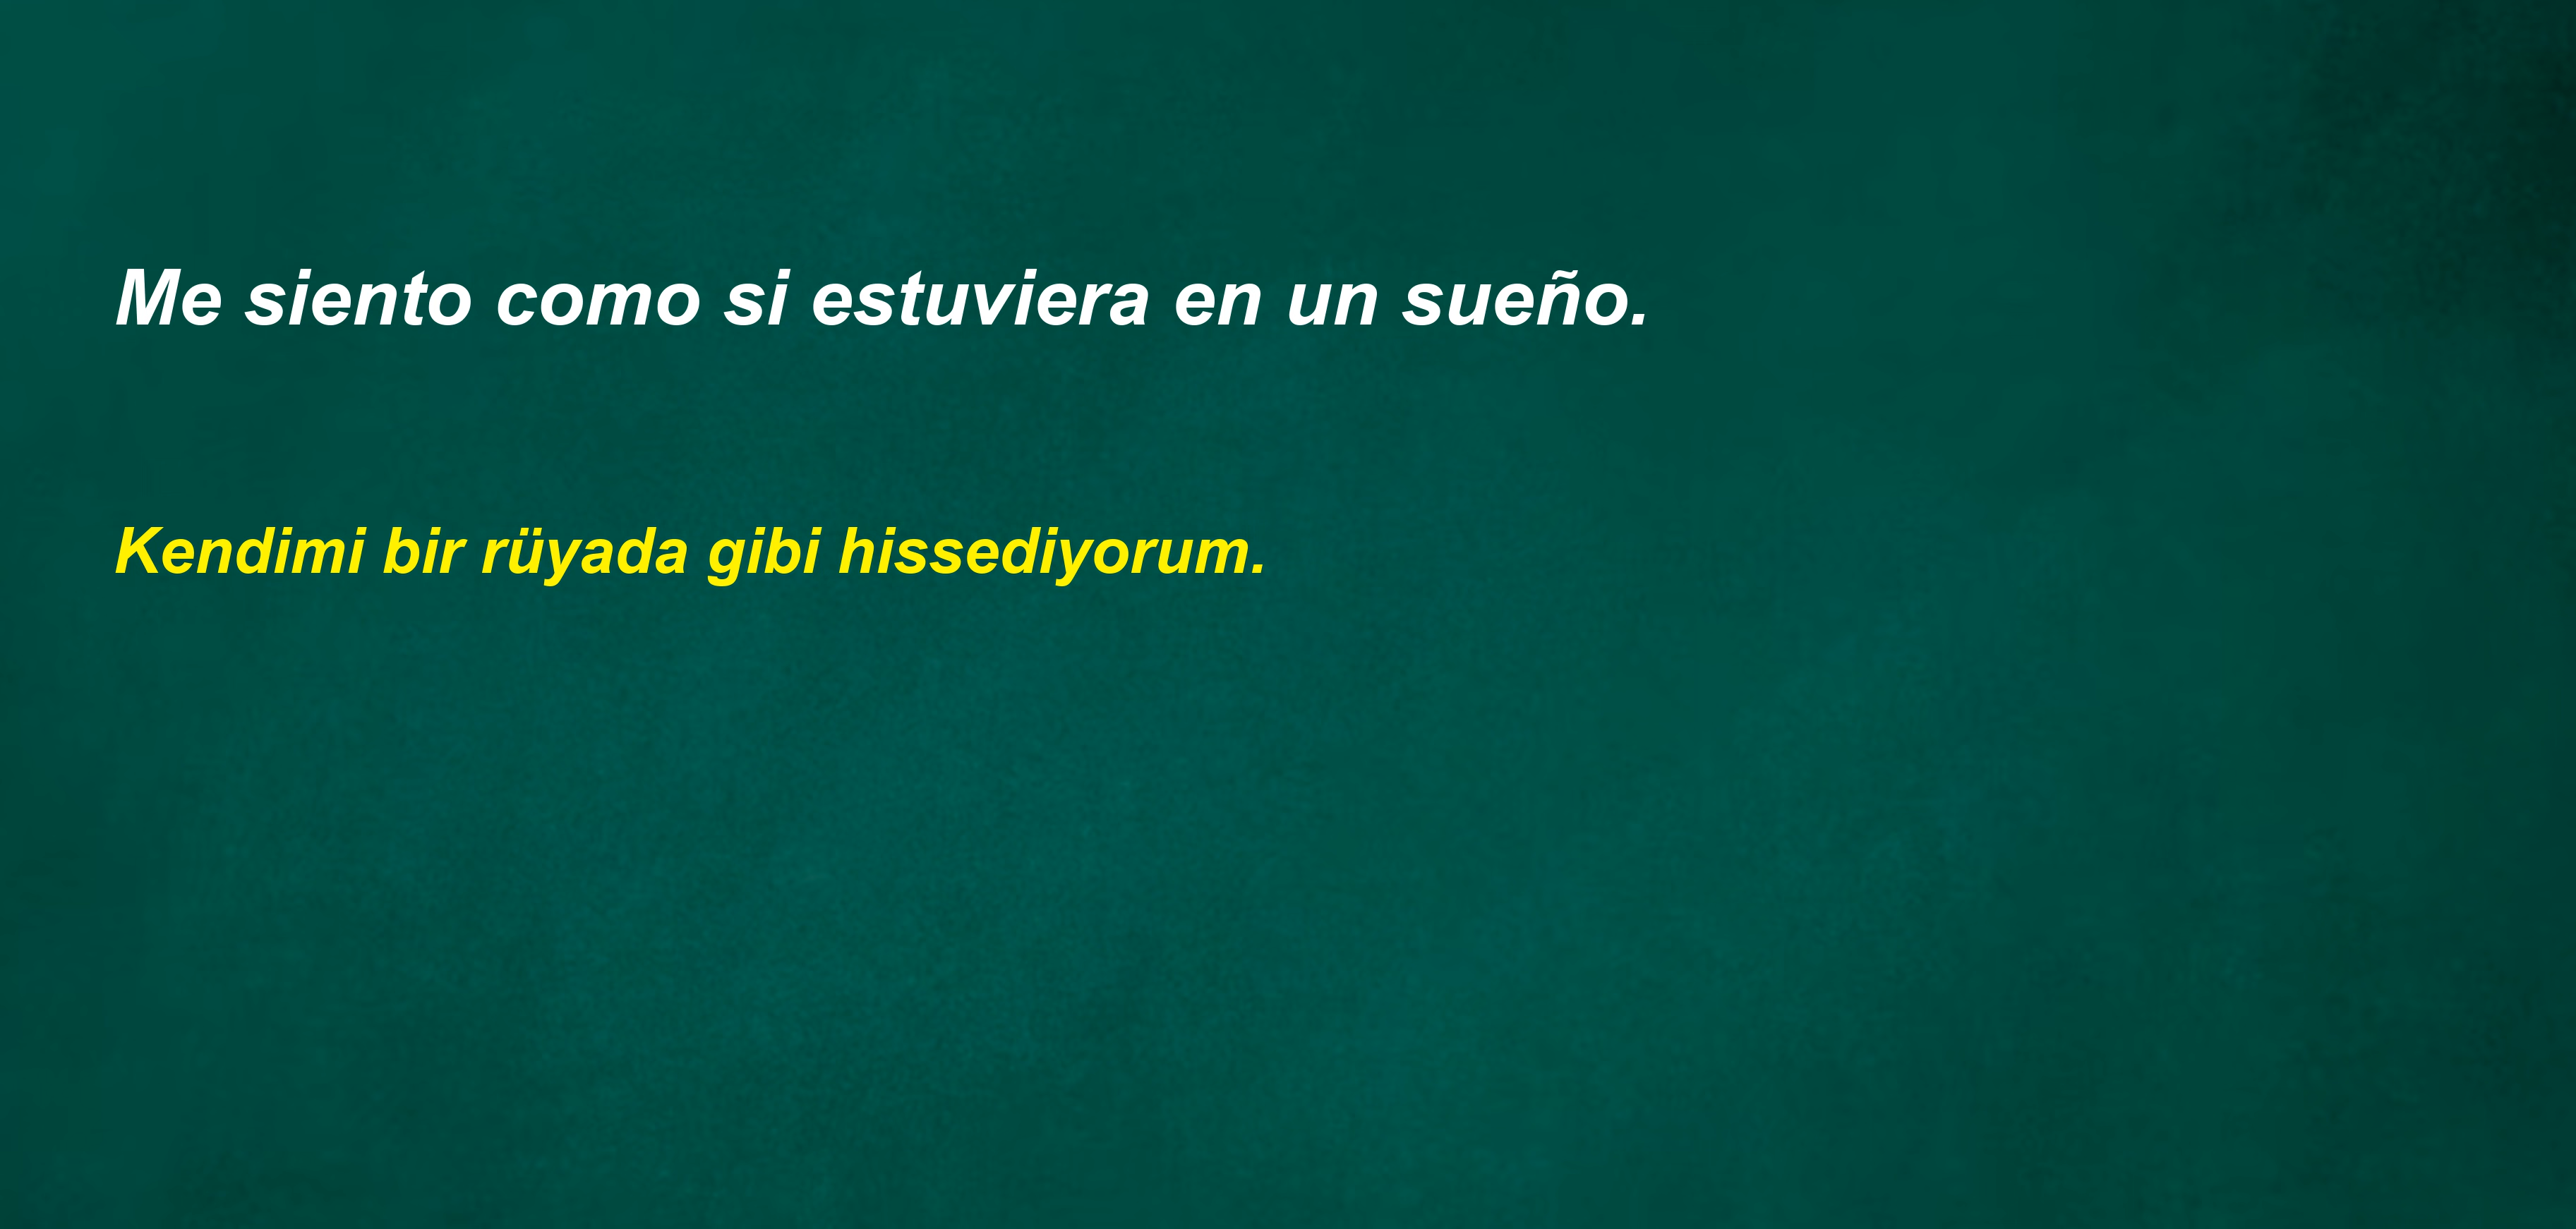 Me siento como si estuviera en un sueño.
Kendimi bir rüyada gibi hissediyorum.